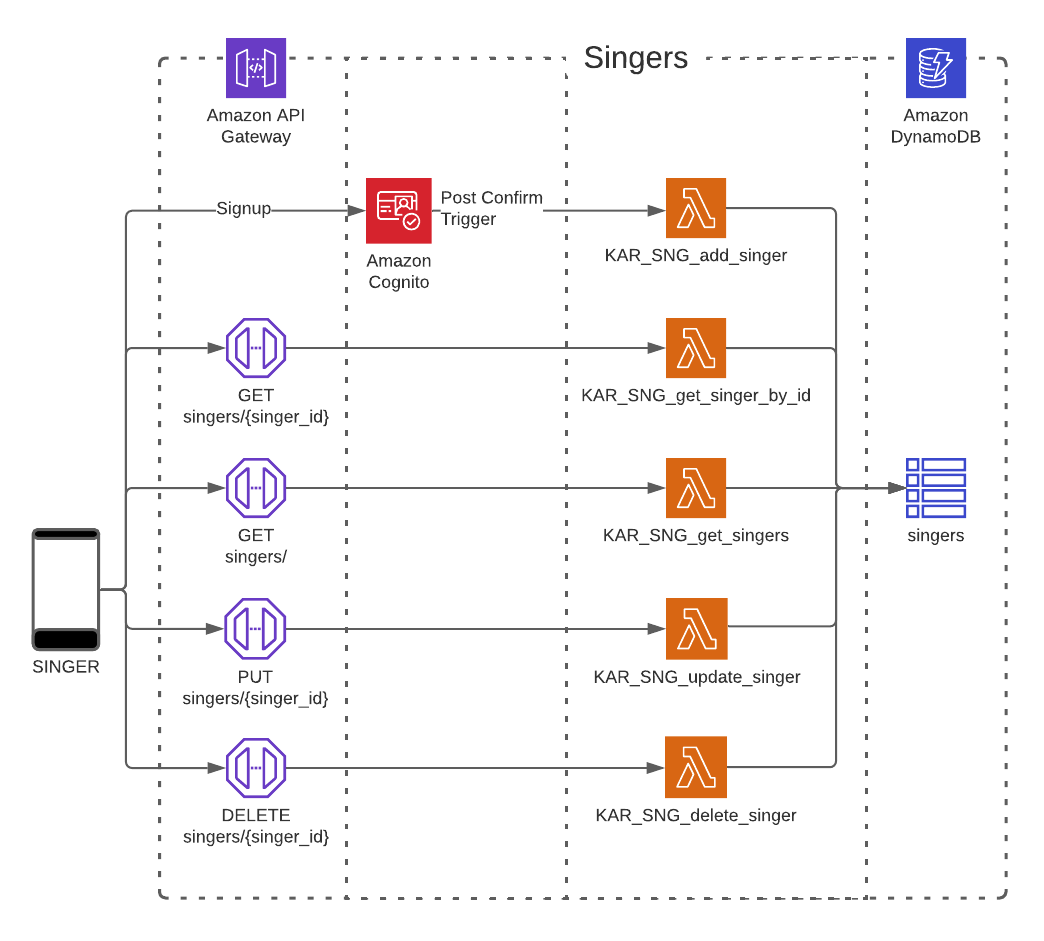 Singers
Amazon API
Gateway
Amazon
DynamoDB
Signup
Post Confirm
Trigger
Amazon
Cognito
KAR_SNG_add_singer
GET
singers/{singer_id}
KAR_SNG_get_singer_by_id
GET
singers/
KAR_SNG_get_singers
singers
SINGER
PUT
singers/{singer_id}
KAR_SNG_update_singer
DELETE
singers/{singer_id}
KAR_SNG_delete_singer